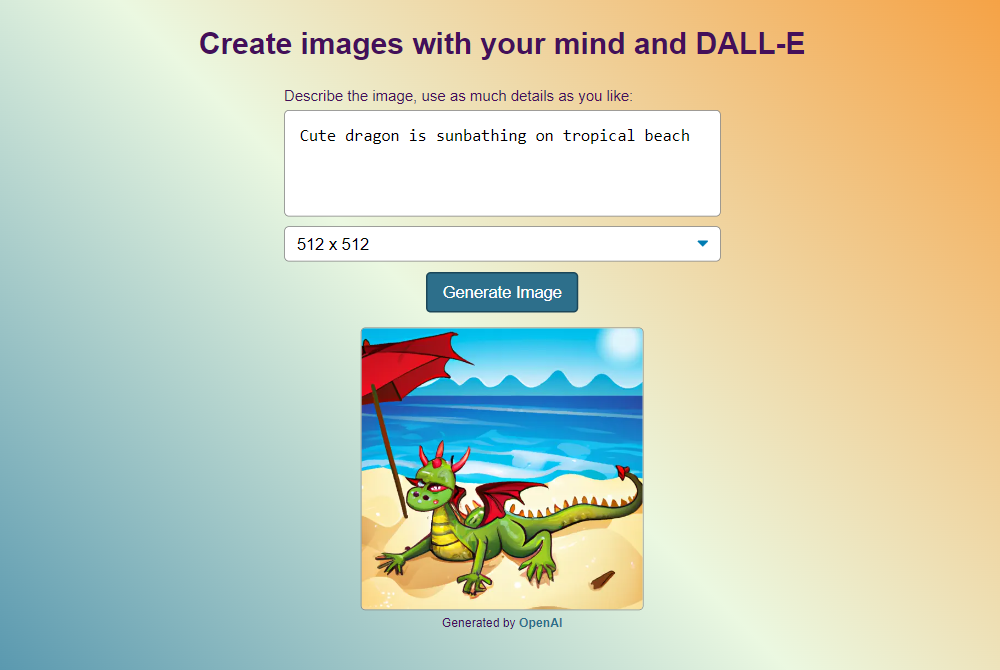 Create images with your mind and DALL-E
Describe the image, use as much details as you like:
Cute dragon is sunbathing on tropical beach
512 x 512
Generate Image
Generated by OpenAI